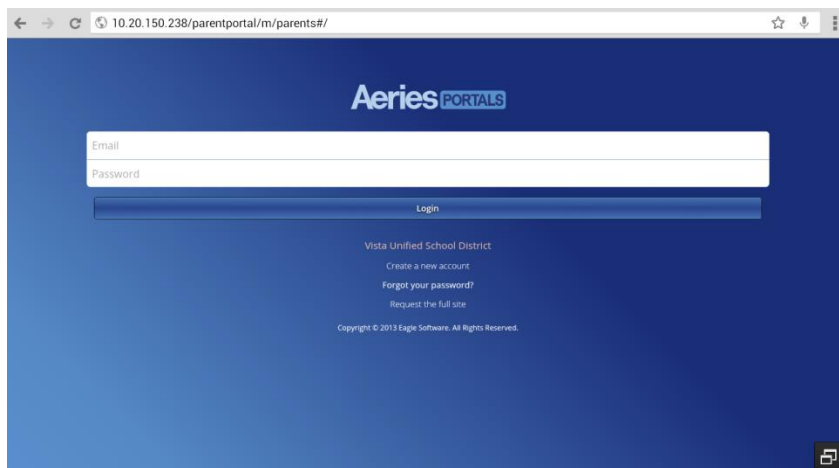 10.20.150.238/parentportal/m/parents#/
Aeries PORTALS
Email
Password
Login
Vista Unified School District
Create a new account
Forgot your password?
Request the full site
Copyright © 2013 Eagle Software. All Rights Reserved.